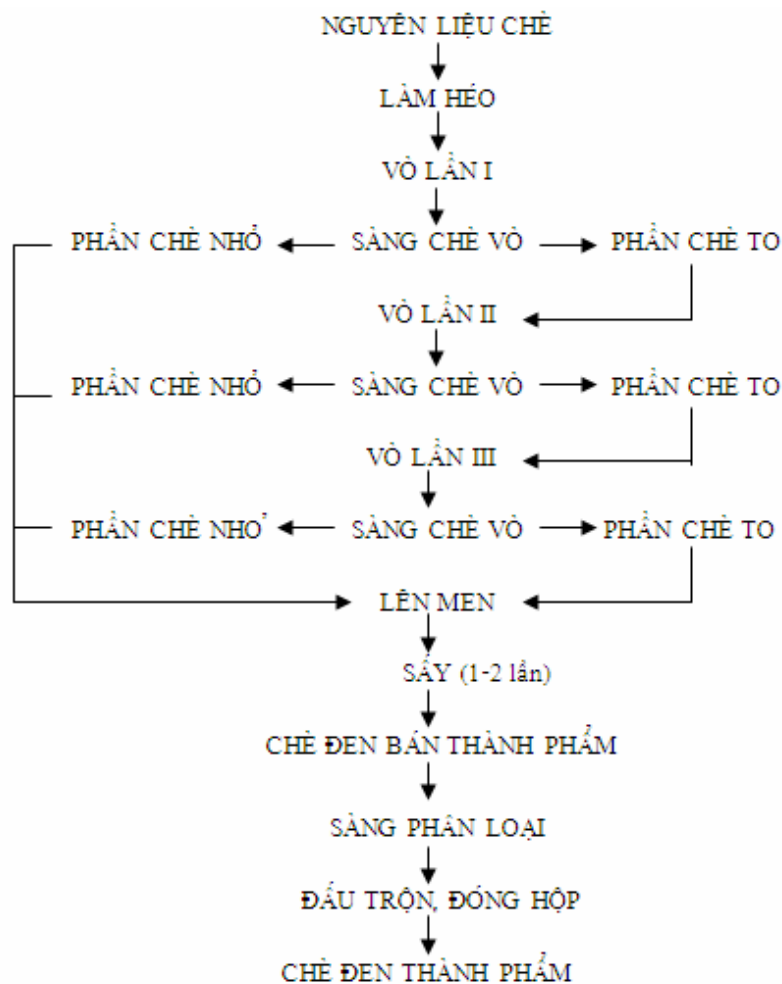 NGUYÊN LIỆU CHÈ
LÀM HÉO
VÒ LẦN I
PHẦN CHÈ NHỎ SÀNG CHÈ VÒ PHẦN CHÈ TO
VÒ LẦN II
PHẦN CHÈ NHỎ SÀNG CHÈ VÒ PHẦN CHÈ TO
VÒ LẦN III
PHẦN CHÈ NHỎ SÀNG CHÈ VÒ PHẦN CHÈ TO
LÊN MEN
SẤY (1-2 lần)
CHÈ ĐEN BÁN THÀNH PHẨM
SÀNG PHÂN LOẠI
ĐẤU TRỘN, ĐÓNG HỘP
CHÈ ĐEN THÀNH PHẨM